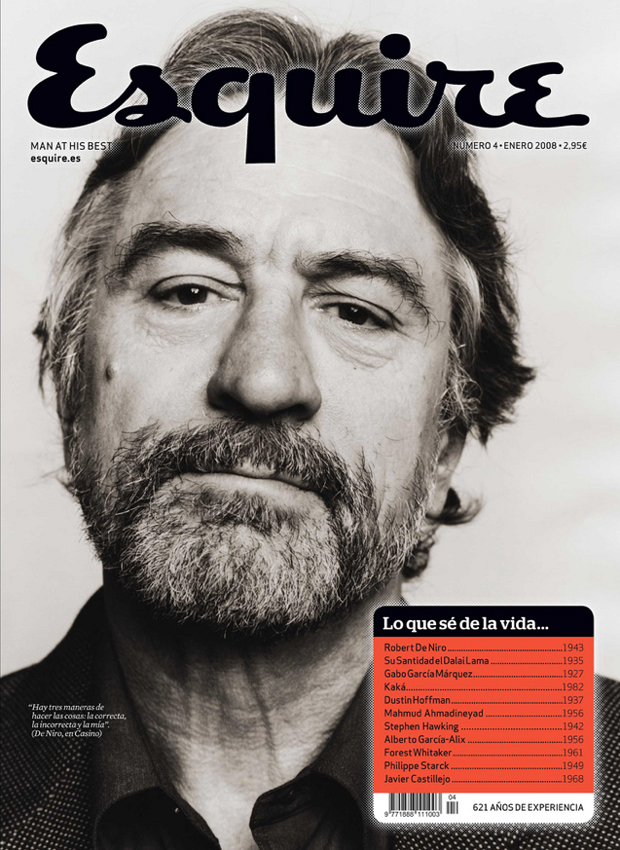 Esquire
MAN AT HIS BEST
esquire.es
NÚMERO 4 • ENERO 2008 • 2,95€
Lo que sé de la vida...
Robert De Niro 1943
Su Santidad el Dalai Lama 1935
Gabo García Márquez 1927
Kaká 1982
Dustin Hoffman 1937
Mahmud Ahmadineyad 1956
Stephen Hawking 1942
Alberto García-Alix 1956
Forest Whitaker 1961
Philippe Starck 1949
Javier Castillejo 1968
"Hay tres maneras de
hacer las cosas: la correcta,
la incorrecta y la mía".
(De Niro, en Casino)
04
9 771888 111003
621 AÑOS DE EXPERIENCIA